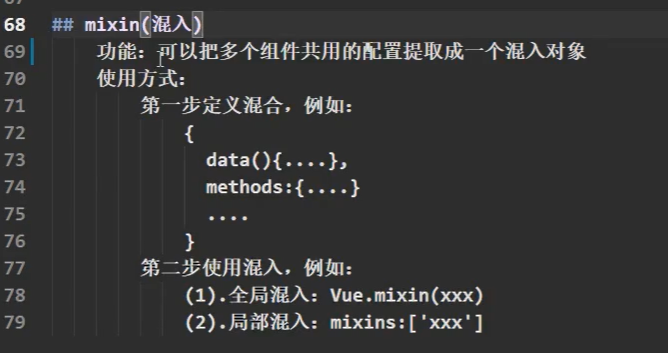 68 ## mixin(混入)
69 功能：可以把多个组件共用的配置提取成一个混入对象
70 使用方式：
71 第一步定义混合，例如：
72 {
73 data(){....},
74 methods:{....}
75 ....
76 }
77 第二步使用混入，例如：
78 (1).全局混入：Vue.mixin(xxx)
79 (2).局部混入：mixins:['xxx']